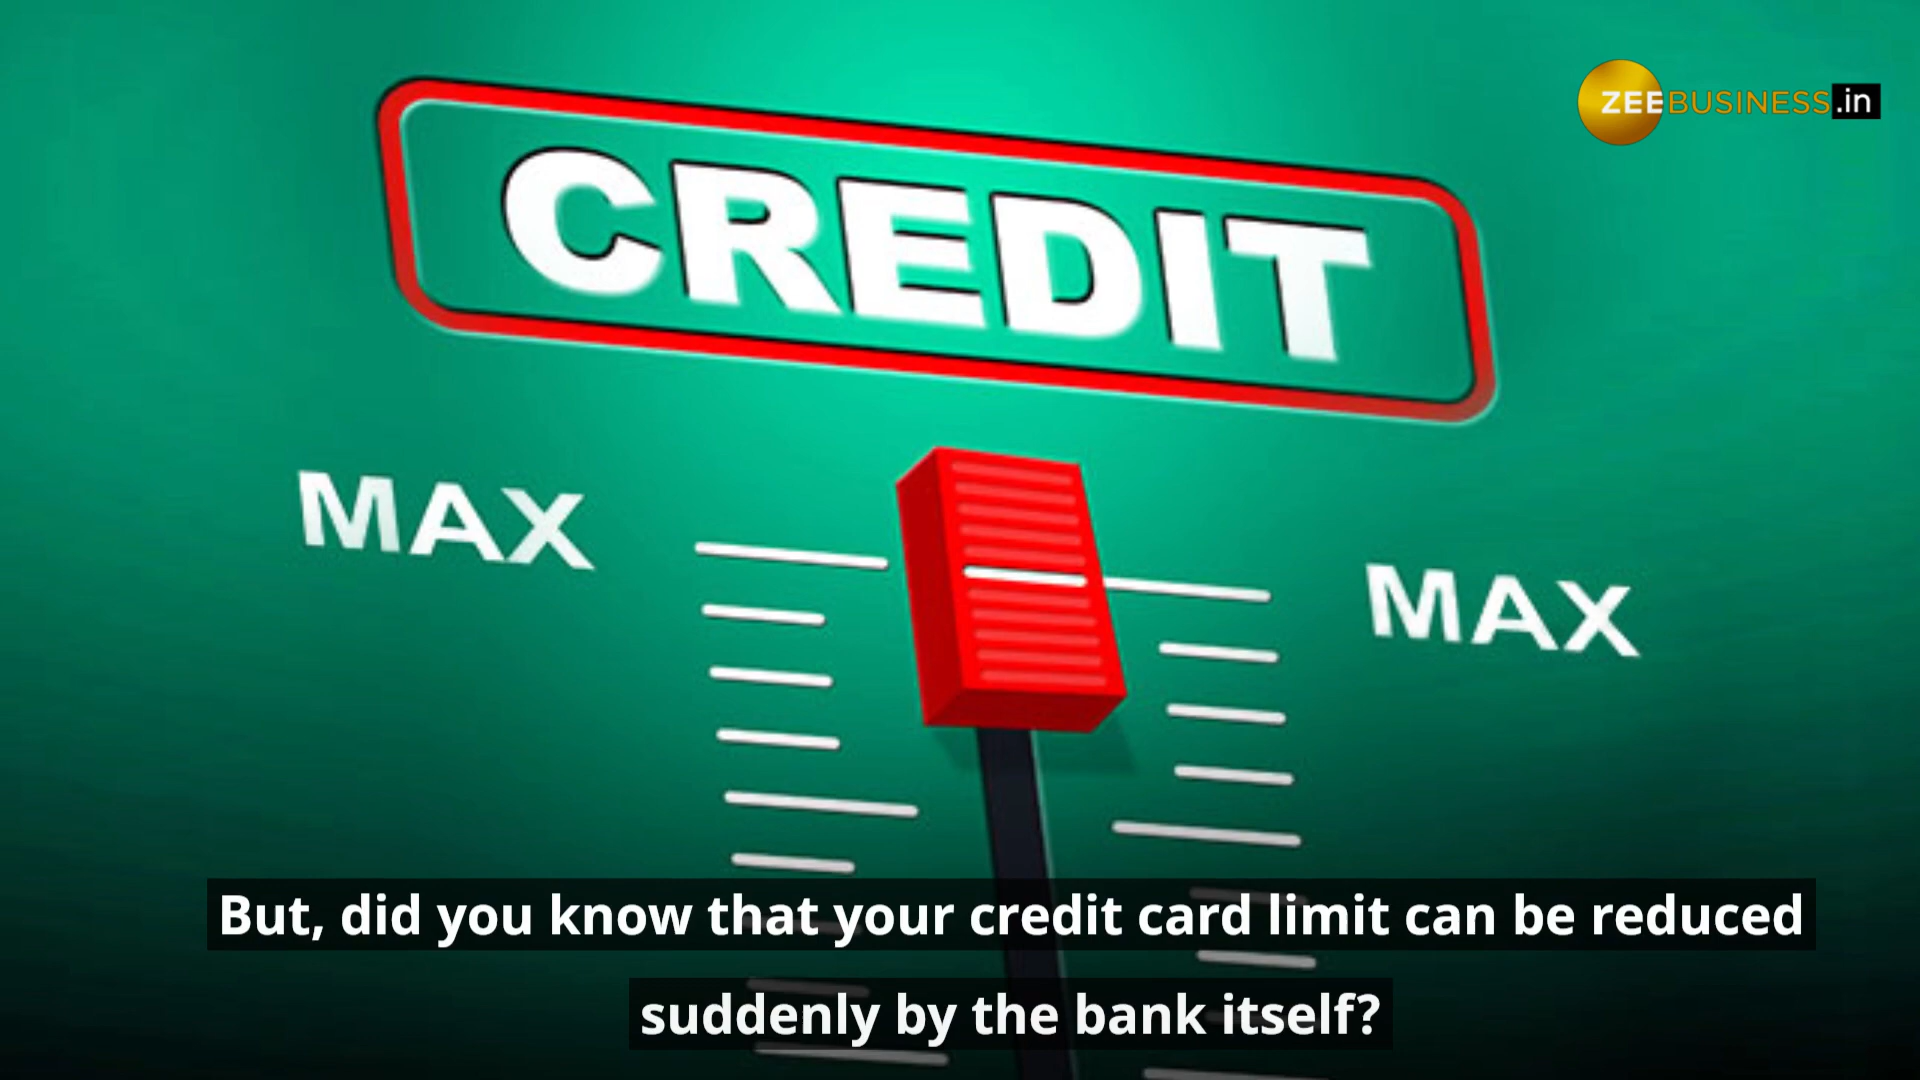 ZEEBUSINESS.in
CREDIT
MAX
MAX
But, did you know that your credit card limit can be reduced
suddenly by the bank itself?